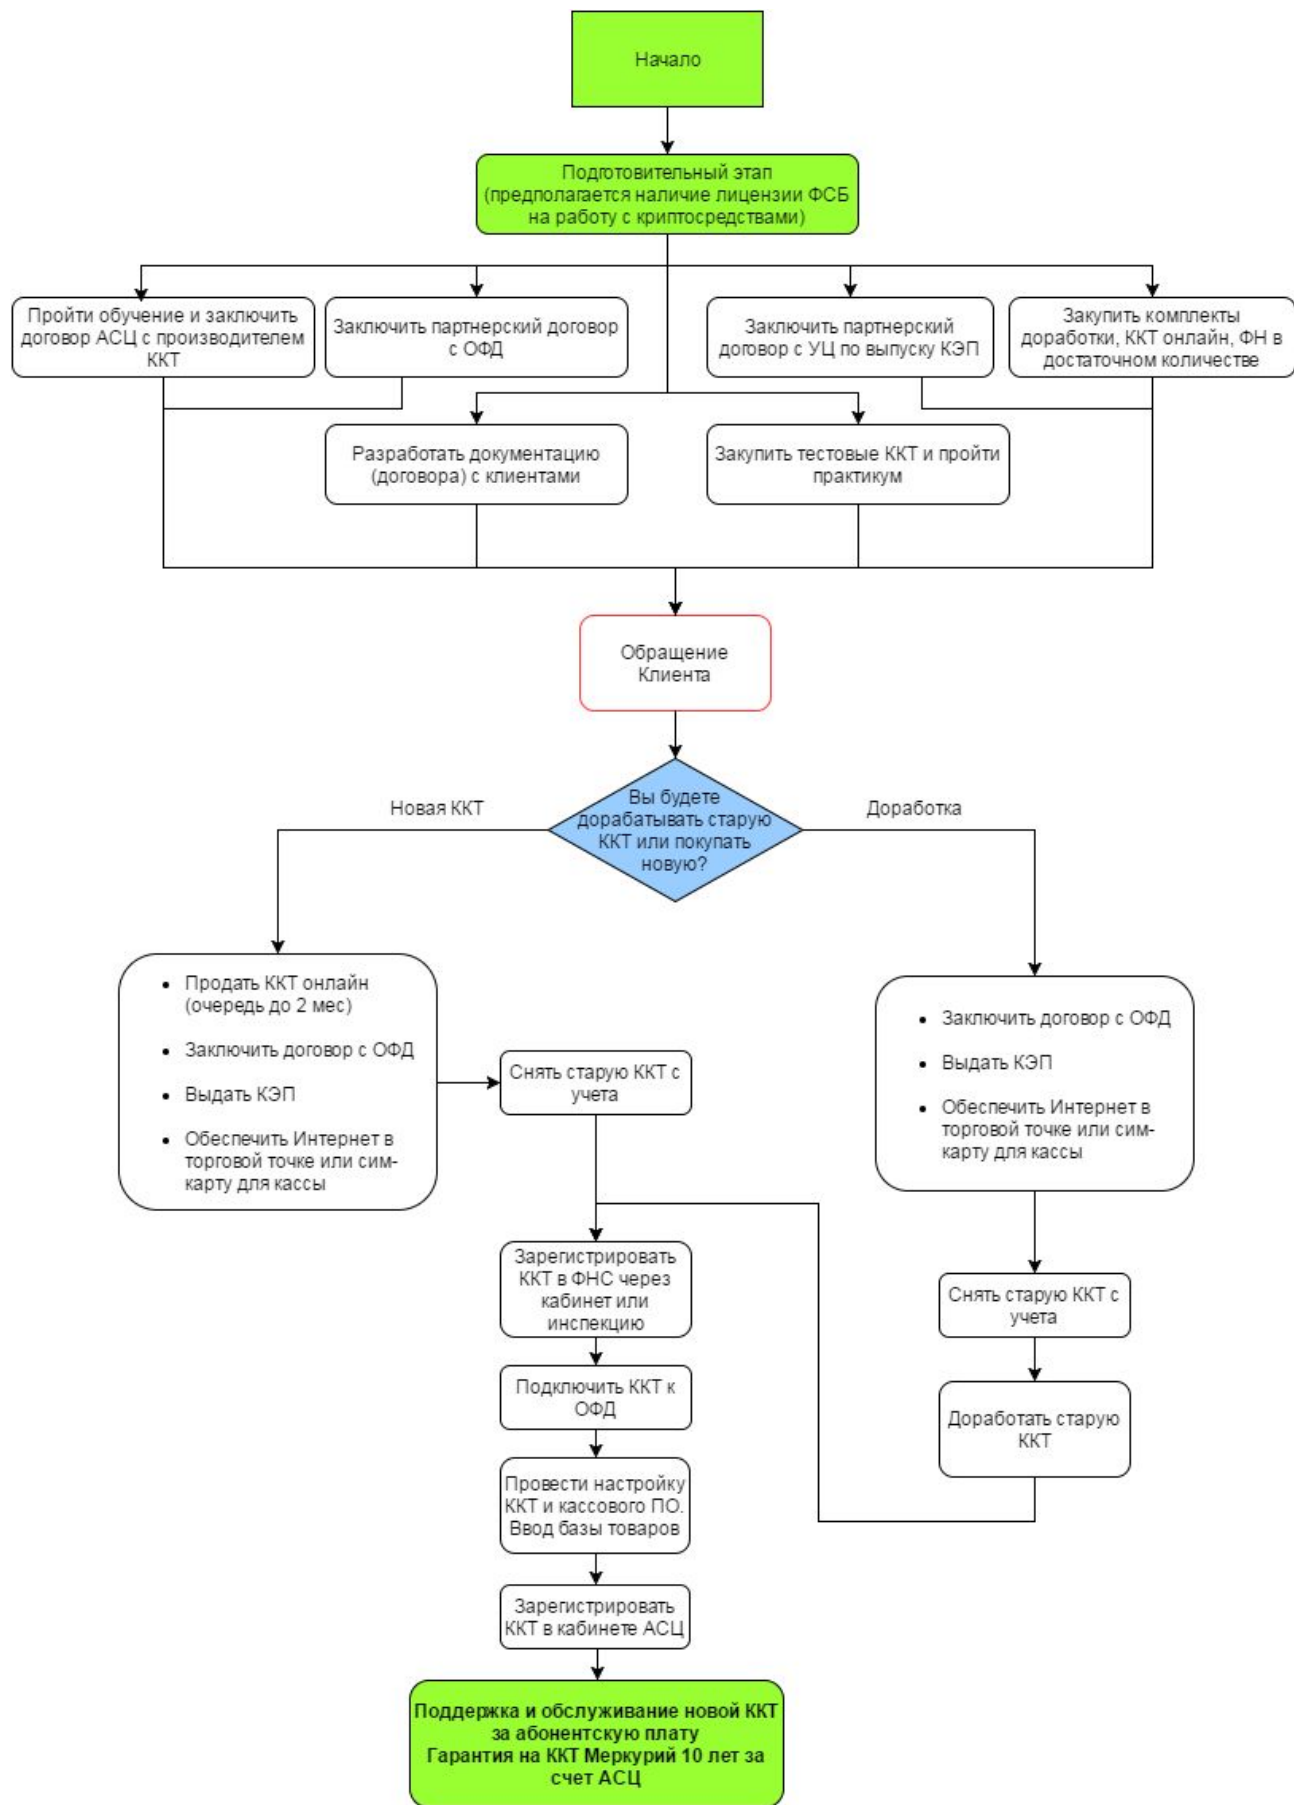 Начало
Подготовительный этап
(предполагается наличие лицензии ФСБ
на работу с криптосредствами)
Пройти обучение и заключить
договор АСЦ с производителем
ККТ
Заключить партнерский договор
с ОФД
Заключить партнерский
договор с УЦ по выпуску КЭП
Закупить комплекты
доработки, ККТ онлайн, ФН в
достаточном количестве
Разработать документацию
(договора) с клиентами
Закупить тестовые ККТ и пройти
практикум
Обращение
Клиента
Вы будете
дорабатывать старую
ККТ или покупать
новую?
Новая ККТ
Доработка
• Продать ККТ онлайн
(очередь до 2 мес)
• Заключить договор с ОФД
• Выдать КЭП
• Обеспечить Интернет в
торговой точке или сим-
карту для кассы
Снять старую ККТ с
учета
• Заключить договор с ОФД
• Выдать КЭП
• Обеспечить Интернет в
торговой точке или сим-
карту для кассы
Снять старую ККТ с
учета
Доработать старую
ККТ
Зарегистрировать
ККТ в ФНС через
кабинет или
инспекцию
Подключить ККТ к
ОФД
Провести настройку
ККТ и кассового ПО.
Ввод базы товаров
Зарегистрировать
ККТ в кабинете АСЦ
Поддержка и обслуживание новой ККТ
за абонентскую плату
Гарантия на ККТ Меркурий 10 лет за
счет АСЦ